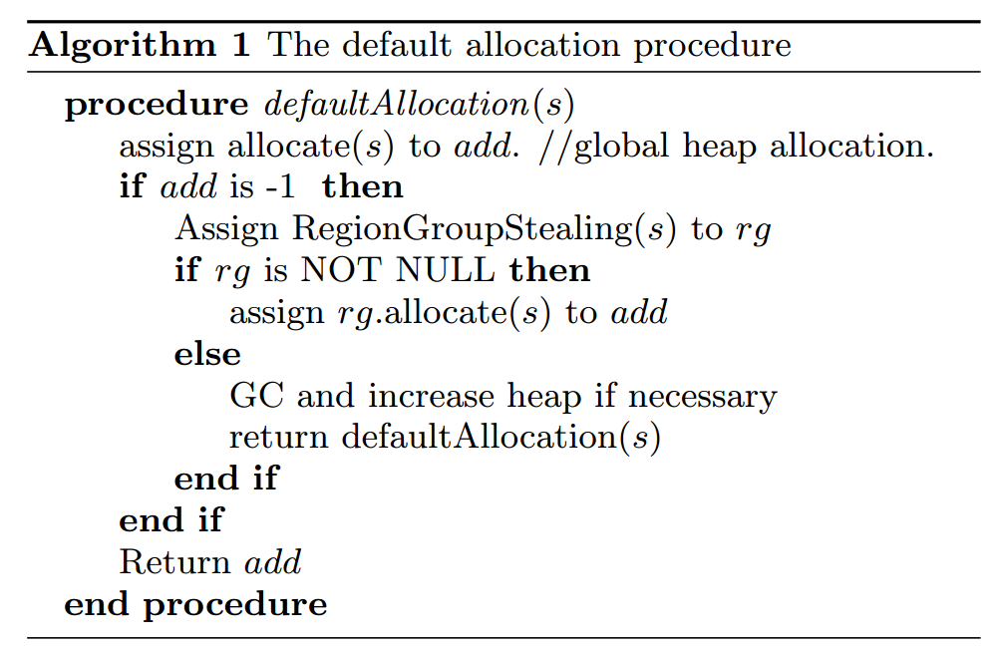 Algorithm 1 The default allocation procedure
procedure defaultAllocation(s)
assign allocate(s) to add. //global heap allocation.
if add is -1 then
Assign RegionGroupStealing(s) to rg
if rg is NOT NULL then
assign rg.allocate(s) to add
else
GC and increase heap if necessary
return defaultAllocation(s)
end if
end if
Return add
end procedure